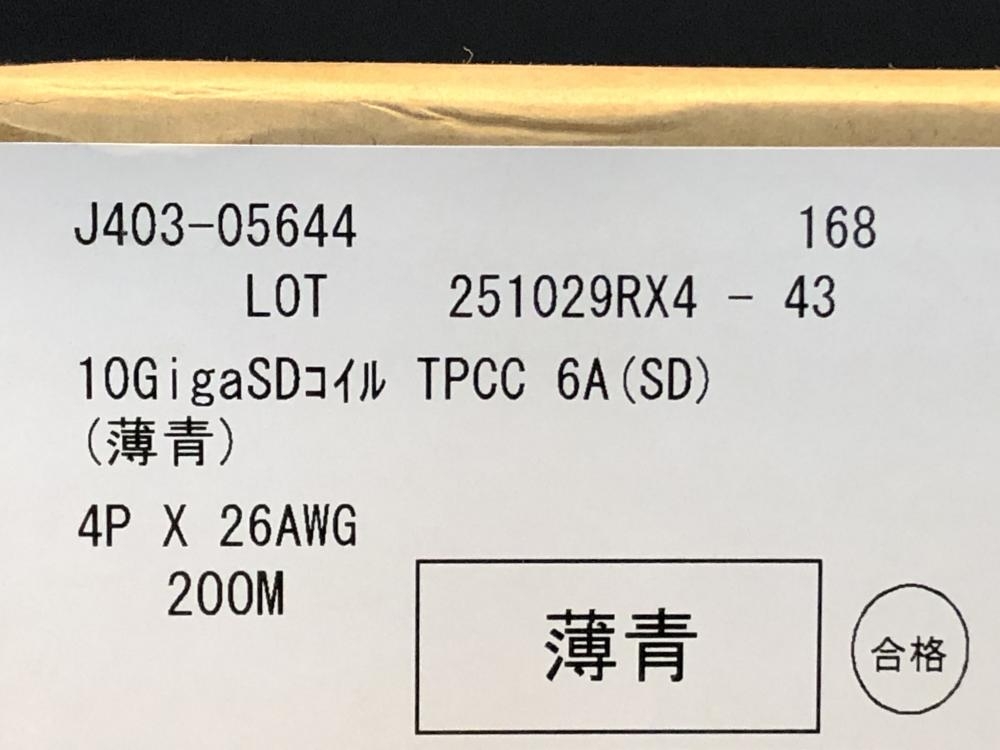 J403-05644 168
LOT 251029RX4 - 43
10GigaSDｺｲﾙ TPCC 6A(SD)
(薄青)
4P X 26AWG
200M
薄青
合格